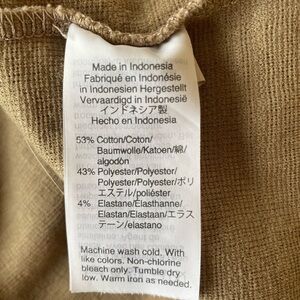 Made in Indonesia
Fabriqué en Indonésie
in Indonesien Hergestellt
Vervaardigd in Indonesië
インドネシア製
Hecho en Indonesia
53% Cotton/Coton/
Baumwolle/Katoen/綿/
algodón
43% Polyester/Polyester/
Polyester/Polyester/ポリ
エステル/poliéster
4% Elastane/Élasthanne/
Elastan/Elastaan/エラス
テーン/elastano
Machine wash cold. With
like colors. Non-chlorine
bleach only. Tumble dry
low. Warm iron as needed.